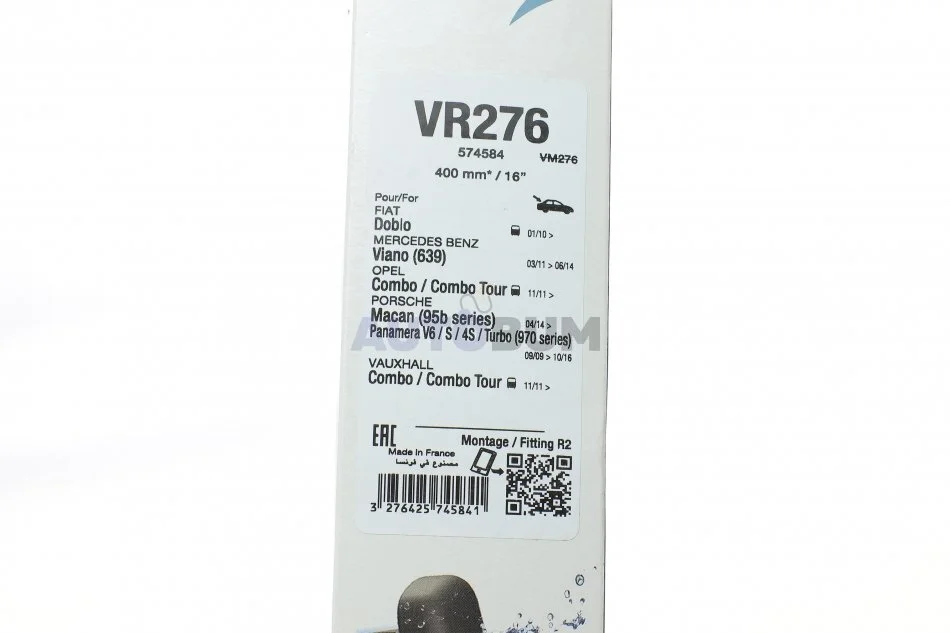 VR276
574584 VM276
400 mm* / 16”
Pour/For
FIAT
Doblo 01/10 >
MERCEDES BENZ
Viano (639) 03/11 > 06/14
OPEL
Combo / Combo Tour 11/11 >
PORSCHE
Macan (95b series) 04/14 >
Panamera V6 / S / 4S / Turbo (970 series)
09/09 > 10/16
AUTOBUM
VAUXHALL
Combo / Combo Tour 11/11 >
EAC Montage / Fitting R2
Made in France
مصنوع في فرنسا
3 276425 745841